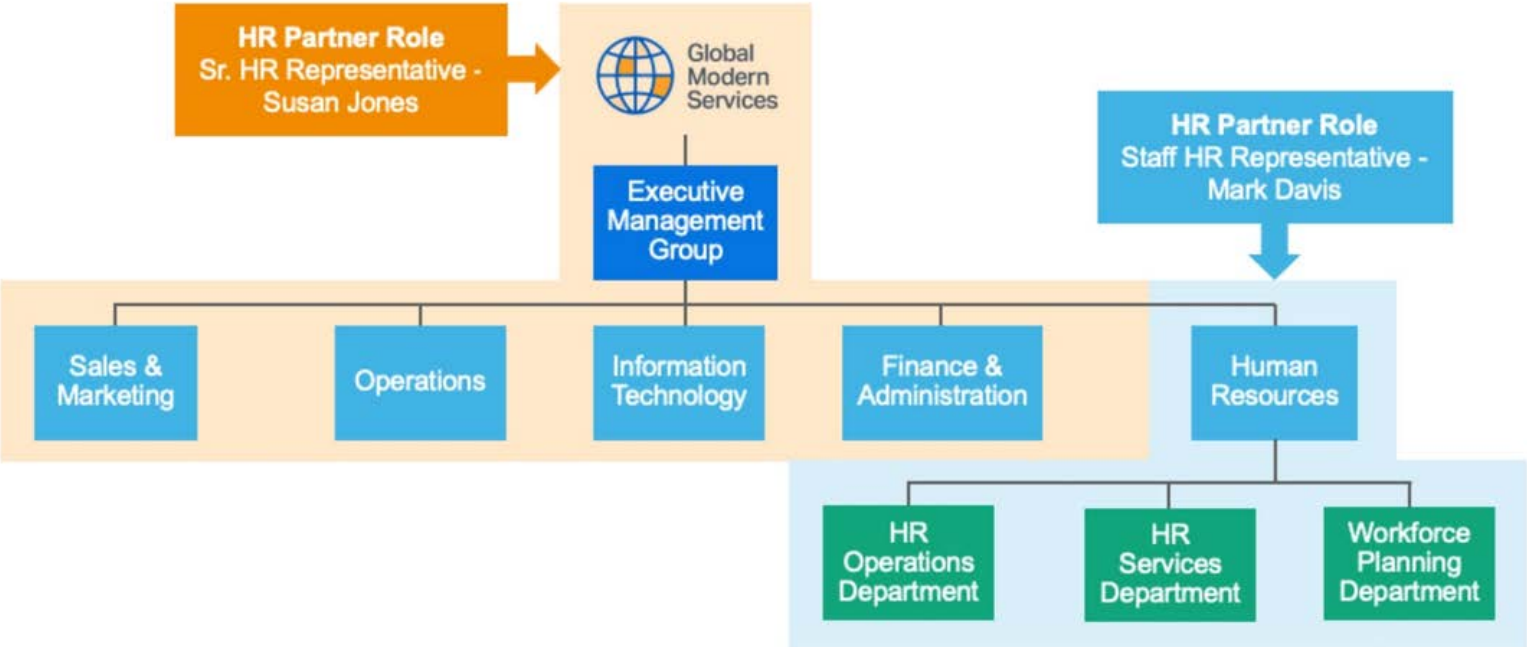 HR Partner Role
Sr. HR Representative -
Susan Jones
Global
Modern
Services
HR Partner Role
Staff HR Representative -
Mark Davis
Executive
Management
Group
Sales &
Marketing
Operations
Information
Technology
Finance &
Administration
Human
Resources
HR
Operations
Department
HR
Services
Department
Workforce
Planning
Department